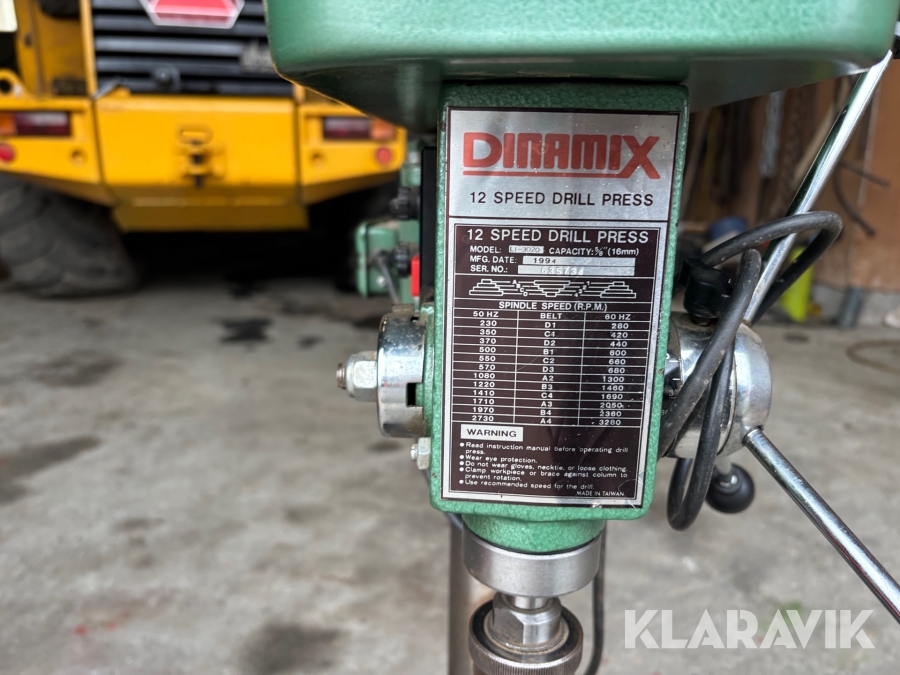 DINAMIX
12 SPEED DRILL PRESS
12 SPEED DRILL PRESS
MODEL: CAPACITY: 5/8" (16mm)
MFG. DATE: 1994
SER. NO.:
SPINDLE SPEED (R.P.M.)
50 HZ BELT 60 HZ
230 D1 280
350 C1 420
370 D2 440
500 B1 600
550 C2 660
570 D3 680
1080 A2 1300
1220 B3 1460
1410 C4 1690
1710 A3 2050
1970 B4 2360
2730 A4 3280
WARNING
Read instruction manual before operating drill
press.
Wear eye protection.
Do not wear gloves, necktie, or loose clothing.
Clamp workpiece or brace against column to
prevent rotation.
Use recommended speed for the drill.
MADE IN TAIWAN
KLARAVIK